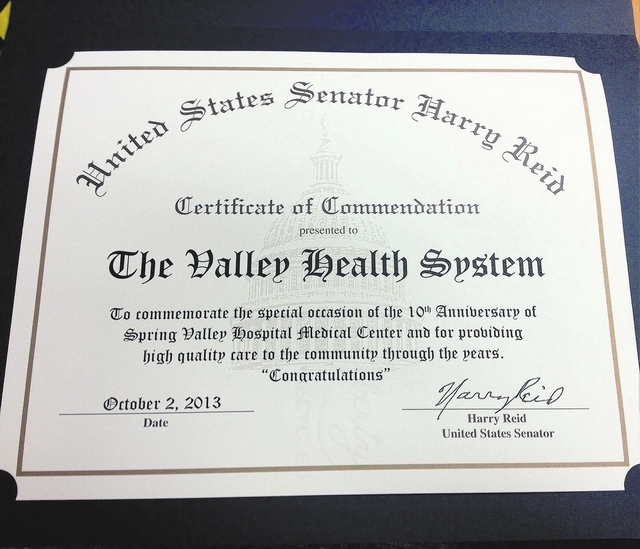 United States Senator Harry Reid
Certificate of Commendation
presented to
The Valley Health System
To commemorate the special occasion of the 10th Anniversary of
Spring Valley Hospital Medical Center and for providing
high quality care to the community through the years.
"Congratulations"
October 2, 2013
Date
Harry Reid
Harry Reid
United States Senator